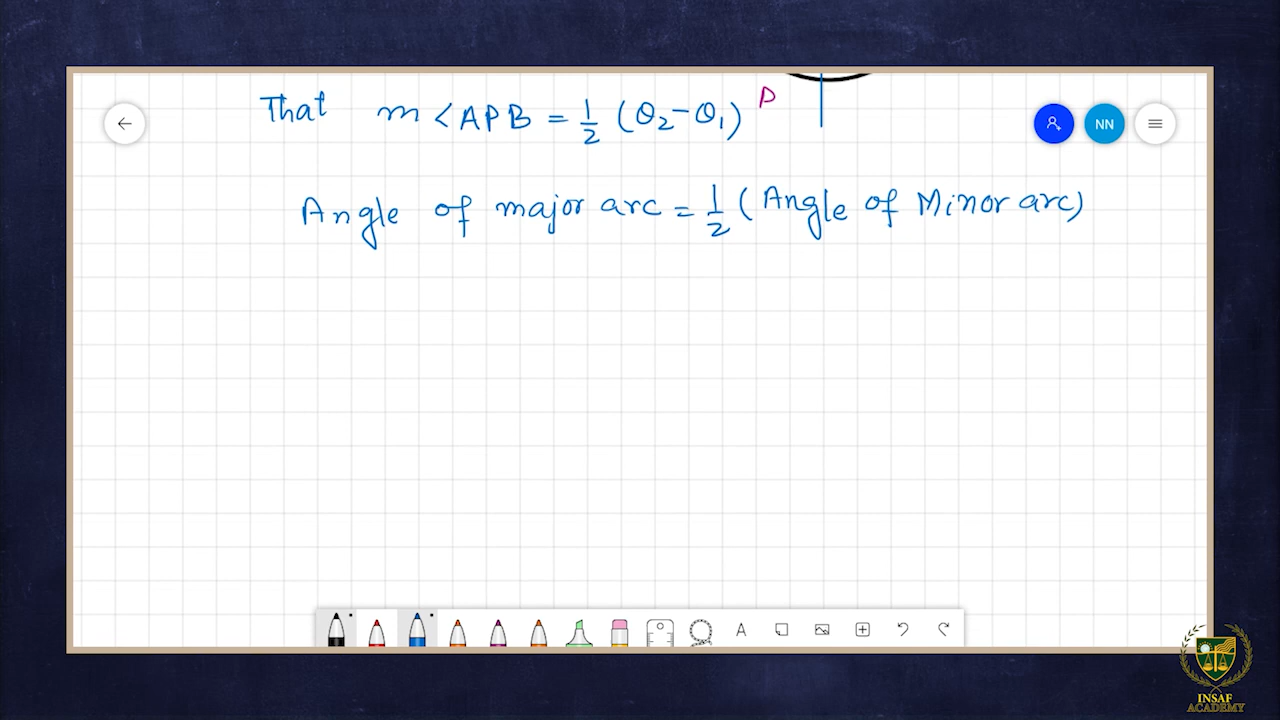 That m < APB = 1/2 (θ₂ - θ₁) D
NN
Angle of major arc = 1/2 ( Angle of Minor arc)
A
INSAF
ACADEMY